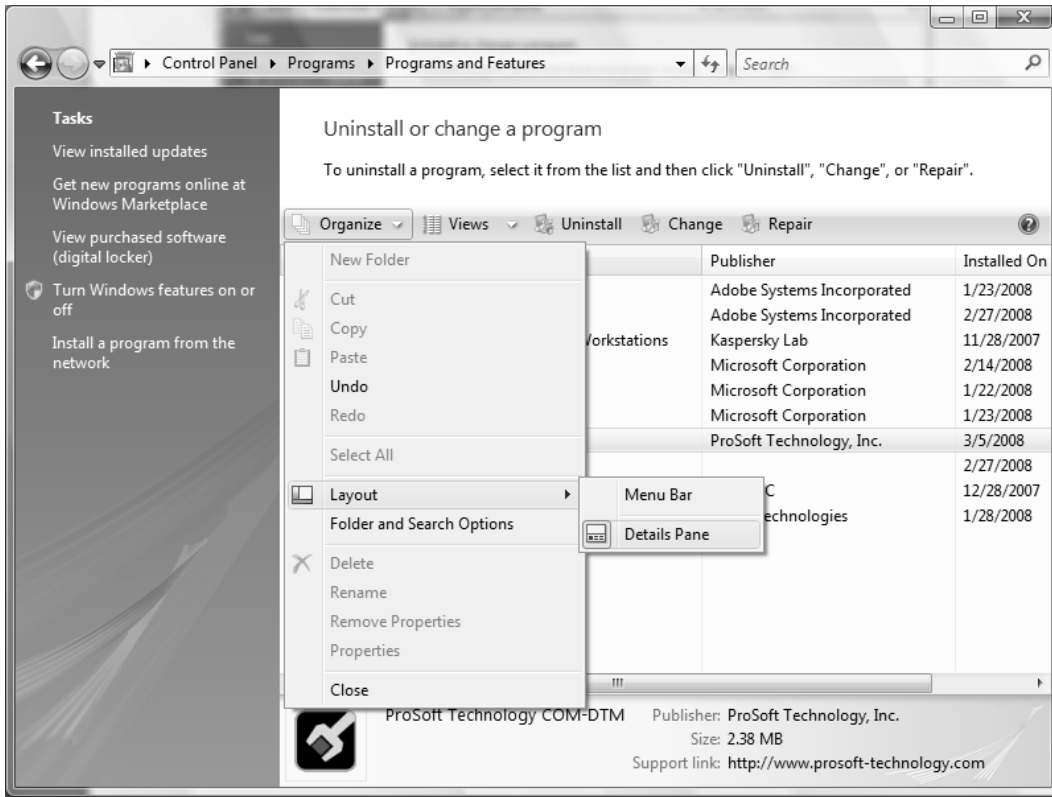 Control Panel Programs Programs and Features
Search
Tasks
View installed updates
Get new programs online at
Windows Marketplace
View purchased software
(digital locker)
Turn Windows features on or
off
Install a program from the
network
Uninstall or change a program
To uninstall a program, select it from the list and then click "Uninstall", "Change", or "Repair".
Organize Views Uninstall Change Repair
New Folder
Cut
Copy
Paste
Undo
Redo
Select All
Layout
Folder and Search Options
Delete
Rename
Remove Properties
Properties
Close
Menu Bar
Details Pane
Publisher Installed On
Adobe Systems Incorporated 1/23/2008
Adobe Systems Incorporated 2/27/2008
Workstations Kaspersky Lab 11/28/2007
Microsoft Corporation 2/14/2008
Microsoft Corporation 1/22/2008
Microsoft Corporation 1/23/2008
ProSoft Technology, Inc. 3/5/2008
2/27/2008
C 12/28/2007
echnologies 1/28/2008
ProSoft Technology COM-DTM Publisher: ProSoft Technology, Inc.
Size: 2.38 MB
Support link: http://www.prosoft-technology.com